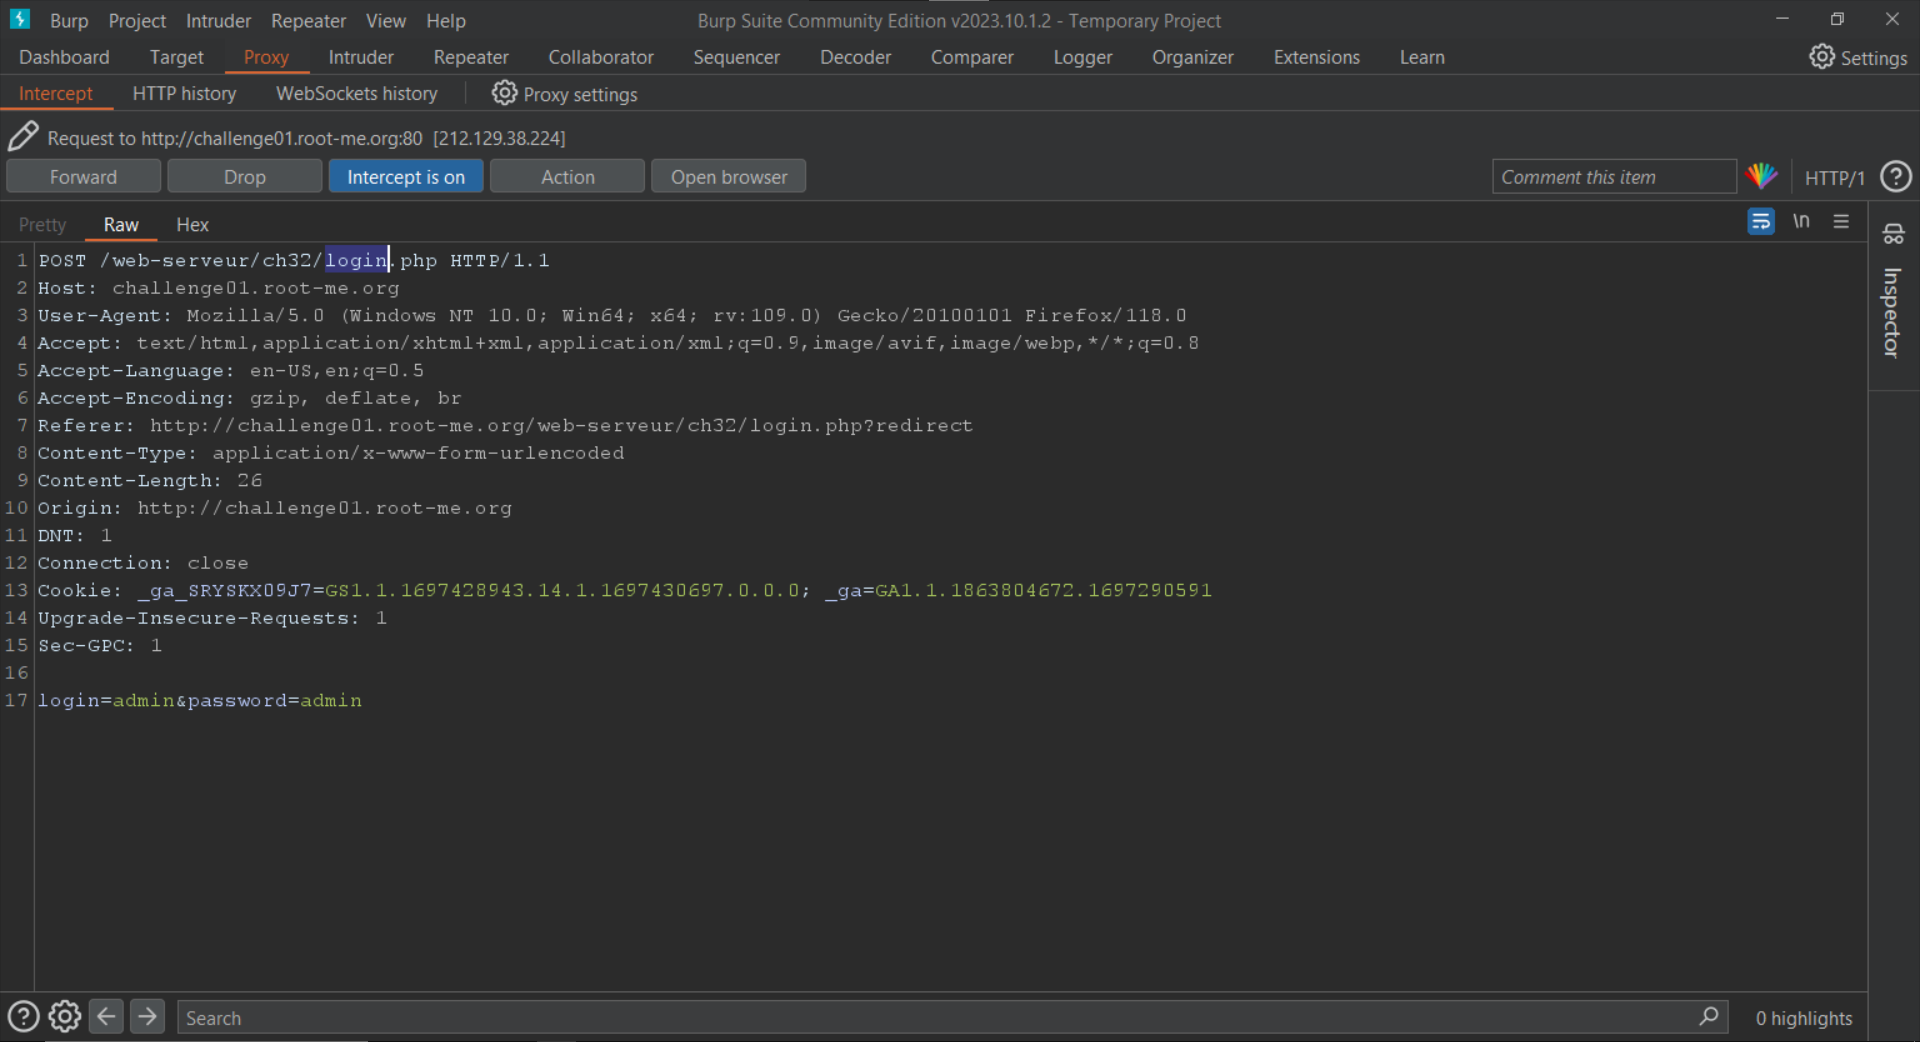 Burp Project Intruder Repeater View Help Burp Suite Community Edition v2023.10.1.2 - Temporary Project
Dashboard Target Proxy Intruder Repeater Collaborator Sequencer Decoder Comparer Logger Organizer Extensions Learn Settings
Intercept HTTP history WebSockets history Proxy settings
Request to http://challenge01.root-me.org:80 [212.129.38.224]
Forward Drop Intercept is on Action Open browser Comment this item HTTP/1 ?
Pretty Raw Hex \n
Inspector
1 POST /web-serveur/ch32/login.php HTTP/1.1
2 Host: challenge01.root-me.org
3 User-Agent: Mozilla/5.0 (Windows NT 10.0; Win64; x64; rv:109.0) Gecko/20100101 Firefox/118.0
4 Accept: text/html,application/xhtml+xml,application/xml;q=0.9,image/avif,image/webp,*/*;q=0.8
5 Accept-Language: en-US,en;q=0.5
6 Accept-Encoding: gzip, deflate, br
7 Referer: http://challenge01.root-me.org/web-serveur/ch32/login.php?redirect
8 Content-Type: application/x-www-form-urlencoded
9 Content-Length: 26
10 Origin: http://challenge01.root-me.org
11 DNT: 1
12 Connection: close
13 Cookie: _ga_SRYSKX09J7=GS1.1.1697428943.14.1.1697430697.0.0.0; _ga=GA1.1.1863804672.1697290591
14 Upgrade-Insecure-Requests: 1
15 Sec-GPC: 1
16
17 login=admin&password=admin
? Search 0 highlights